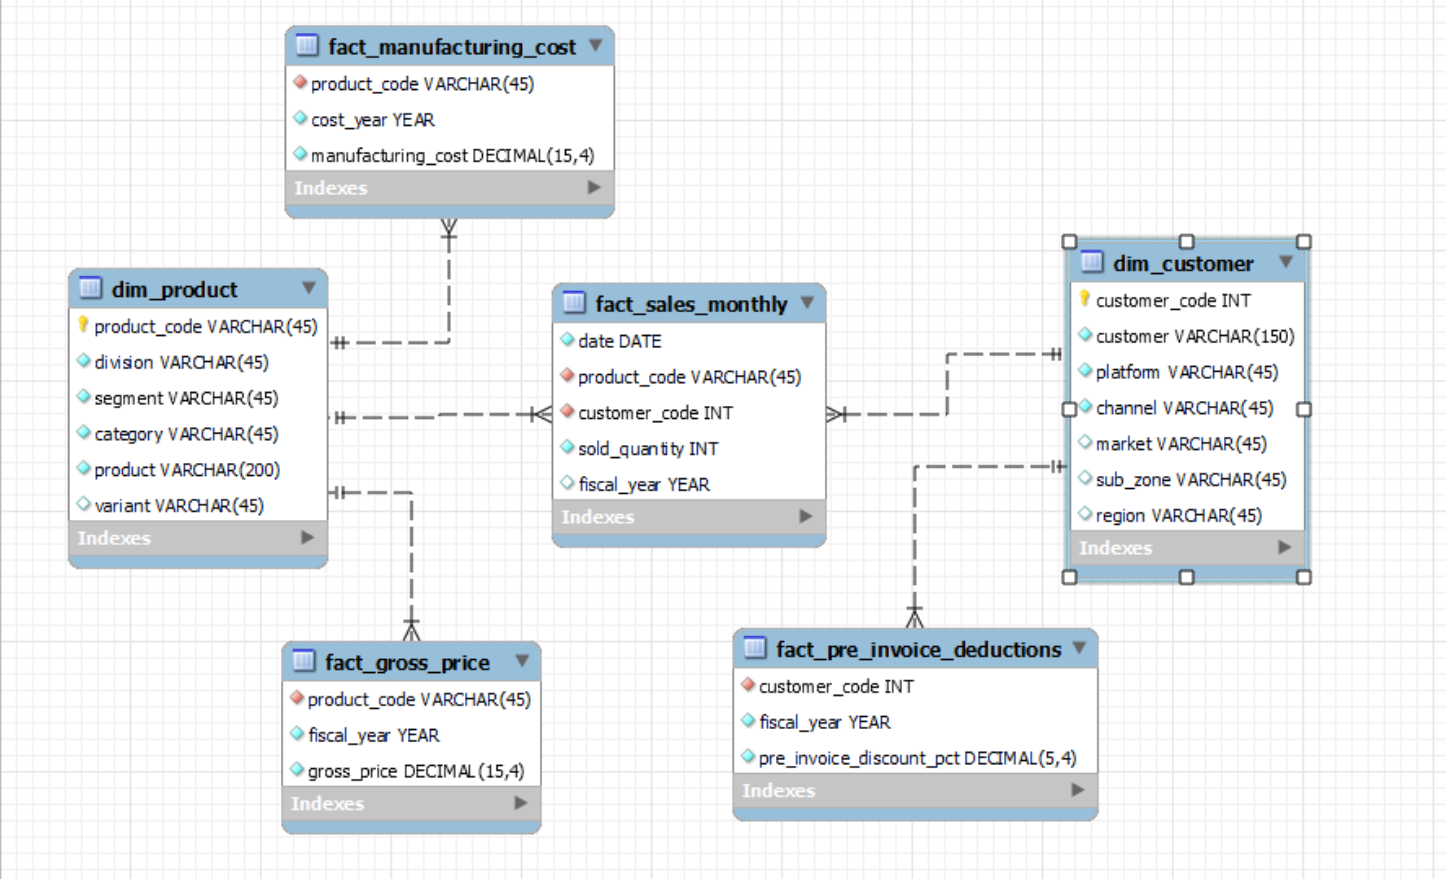 fact_manufacturing_cost
product_code VARCHAR(45)
cost_year YEAR
manufacturing_cost DECIMAL(15,4)
Indexes
dim_product
product_code VARCHAR(45)
division VARCHAR(45)
segment VARCHAR(45)
category VARCHAR(45)
product VARCHAR(200)
variant VARCHAR(45)
Indexes
fact_sales_monthly
date DATE
product_code VARCHAR(45)
customer_code INT
sold_quantity INT
fiscal_year YEAR
Indexes
dim_customer
customer_code INT
customer VARCHAR(150)
platform VARCHAR(45)
channel VARCHAR(45)
market VARCHAR(45)
sub_zone VARCHAR(45)
region VARCHAR(45)
Indexes
fact_gross_price
product_code VARCHAR(45)
fiscal_year YEAR
gross_price DECIMAL(15,4)
Indexes
fact_pre_invoice_deductions
customer_code INT
fiscal_year YEAR
pre_invoice_discount_pct DECIMAL(5,4)
Indexes